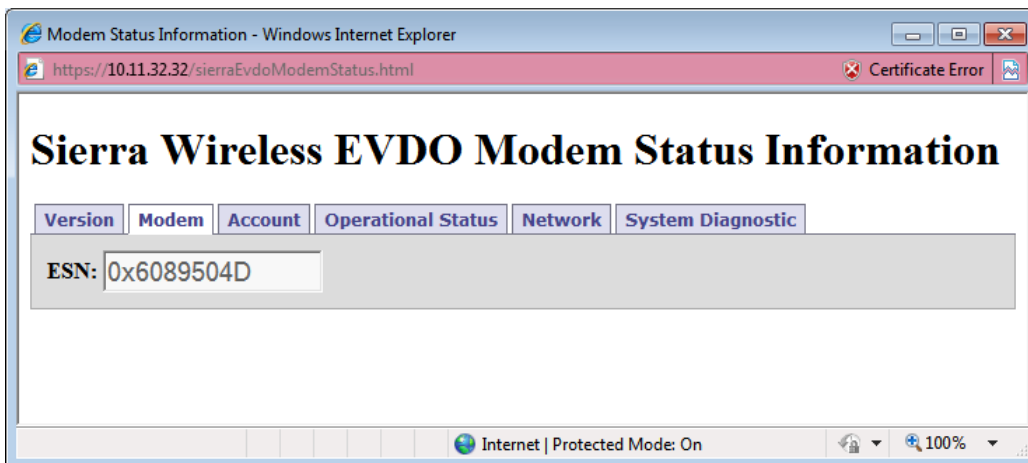 Modem Status Information - Windows Internet Explorer
https://10.11.32.32/sierraEvdoModemStatus.html Certificate Error
Sierra Wireless EVDO Modem Status Information
Version Modem Account Operational Status Network System Diagnostic
ESN: 0x6089504D
Internet | Protected Mode: On 100%